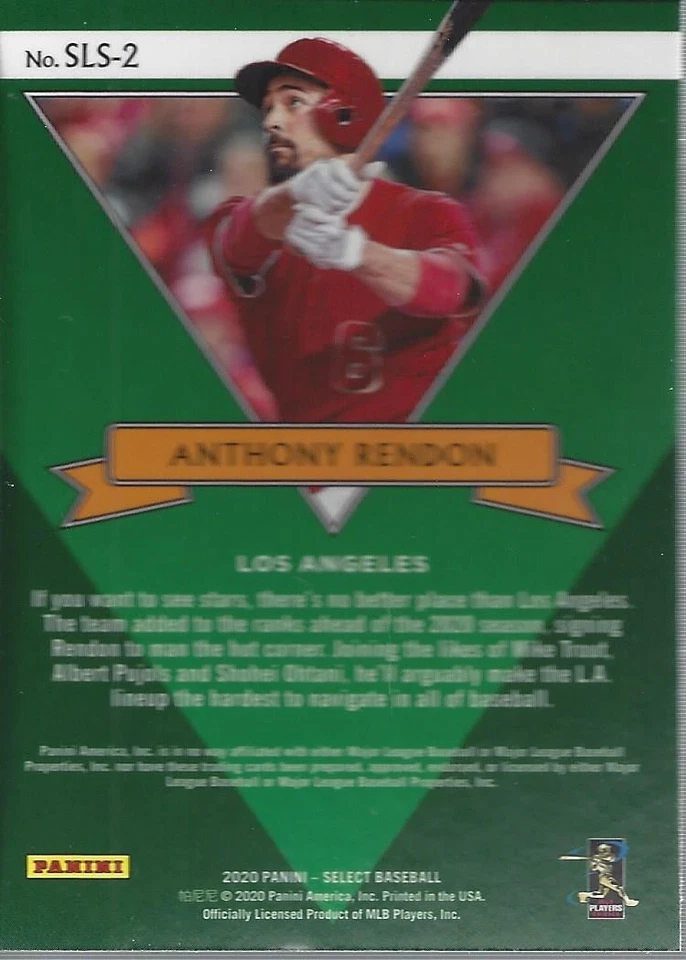 No. SLS-2
6
ANTHONY RENDON
LOS ANGELES
If you want to see stars, there's no better place than Los Angeles.
The team added to the ranks ahead of the 2020 season, signing
Rendon to man the hot corner. Joining the likes of Mike Trout,
Albert Pujols and Shohei Ohtani, he'll arguably make the L.A.
lineup the hardest to navigate in all of baseball.
Panini America, Inc. is in no way affiliated with either Major League Baseball or Major League Baseball
Properties, Inc. nor have these trading cards been prepared, approved, endorsed, or licensed by either Major
League Baseball or Major League Baseball Properties, Inc.
PANINI
2020 PANINI – SELECT BASEBALL
帕尼尼 © 2020 Panini America, Inc. Printed in the USA.
Officially Licensed Product of MLB Players, Inc.
MLB
PLAYERS